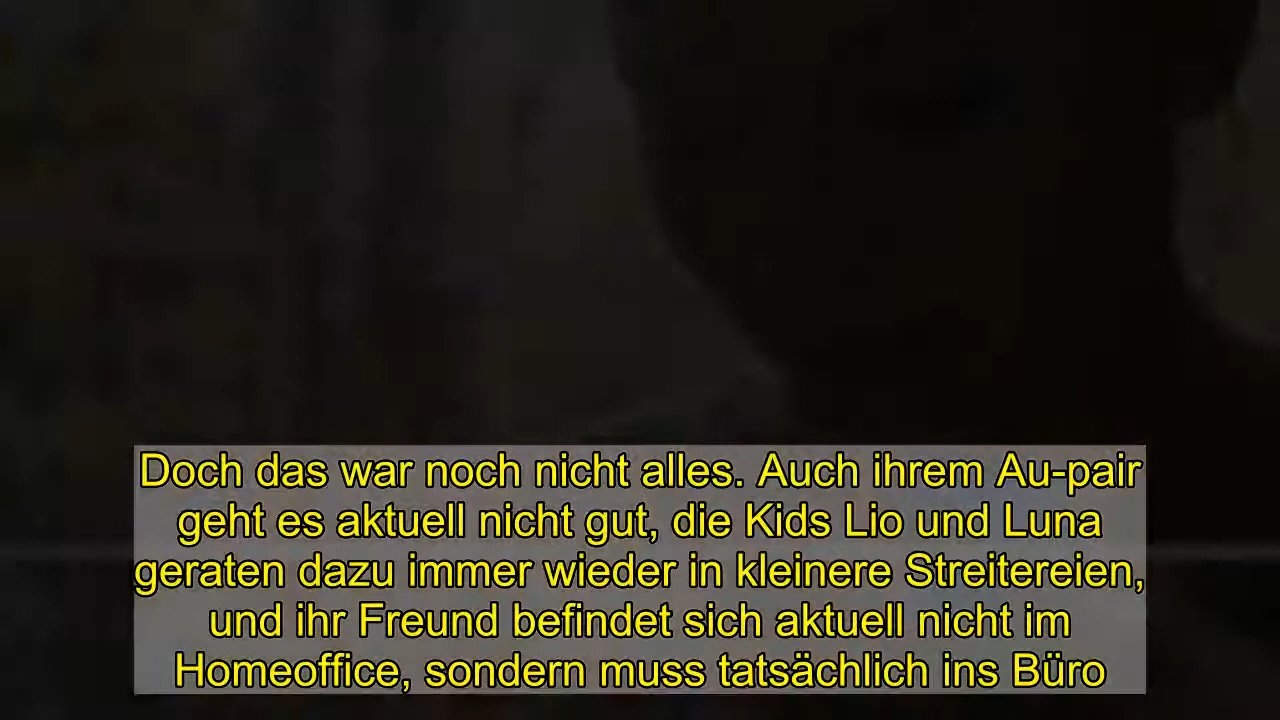 Doch das war noch nicht alles. Auch ihrem Au-pair
geht es aktuell nicht gut, die Kids Lio und Luna
geraten dazu immer wieder in kleinere Streitereien,
und ihr Freund befindet sich aktuell nicht im
Homeoffice, sondern muss tatsächlich ins Büro